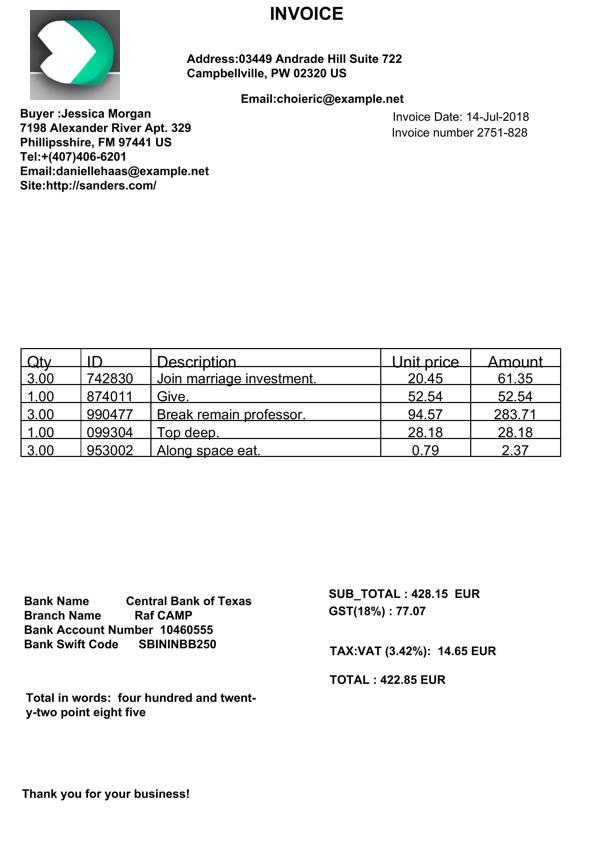 INVOICE
Address:03449 Andrade Hill Suite 722
Campbellville, PW 02320 US
Email:choieric@example.net
Buyer :Jessica Morgan
7198 Alexander River Apt. 329
Phillipsshire, FM 97441 US
Tel:+(407)406-6201
Email:daniellehaas@example.net
Site:http://sanders.com/
Invoice Date: 14-Jul-2018
Invoice number 2751-828
Qty ID Description Unit price Amount
3.00 742830 Join marriage investment. 20.45 61.35
1.00 874011 Give. 52.54 52.54
3.00 990477 Break remain professor. 94.57 283.71
1.00 099304 Top deep. 28.18 28.18
3.00 953002 Along space eat. 0.79 2.37
Bank Name Central Bank of Texas
Branch Name Raf CAMP
Bank Account Number 10460555
Bank Swift Code SBININBB250
SUB_TOTAL : 428.15 EUR
GST(18%) : 77.07
TAX:VAT (3.42%): 14.65 EUR
TOTAL : 422.85 EUR
Total in words: four hundred and twent-
y-two point eight five
Thank you for your business!